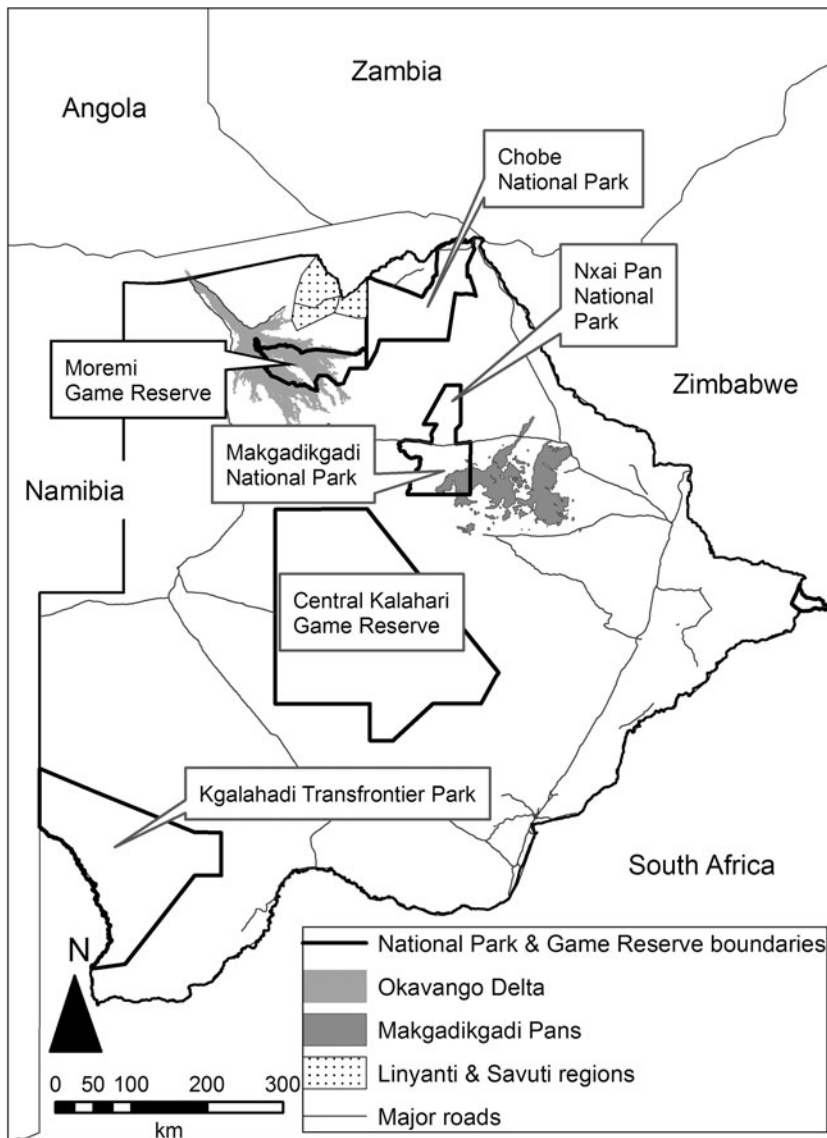 Zambia
Angola
Chobe
National Park
Nxai Pan
National
Park
Moremi
Game Reserve
Zimbabwe
Makgadikgadi
National Park
Namibia
Central Kalahari
Game Reserve
Kgalahadi Transfrontier Park
South Africa
N
National Park & Game Reserve boundaries
Okavango Delta
Makgadikgadi Pans
Linyanti & Savuti regions
Major roads
0 50 100 200 300
km